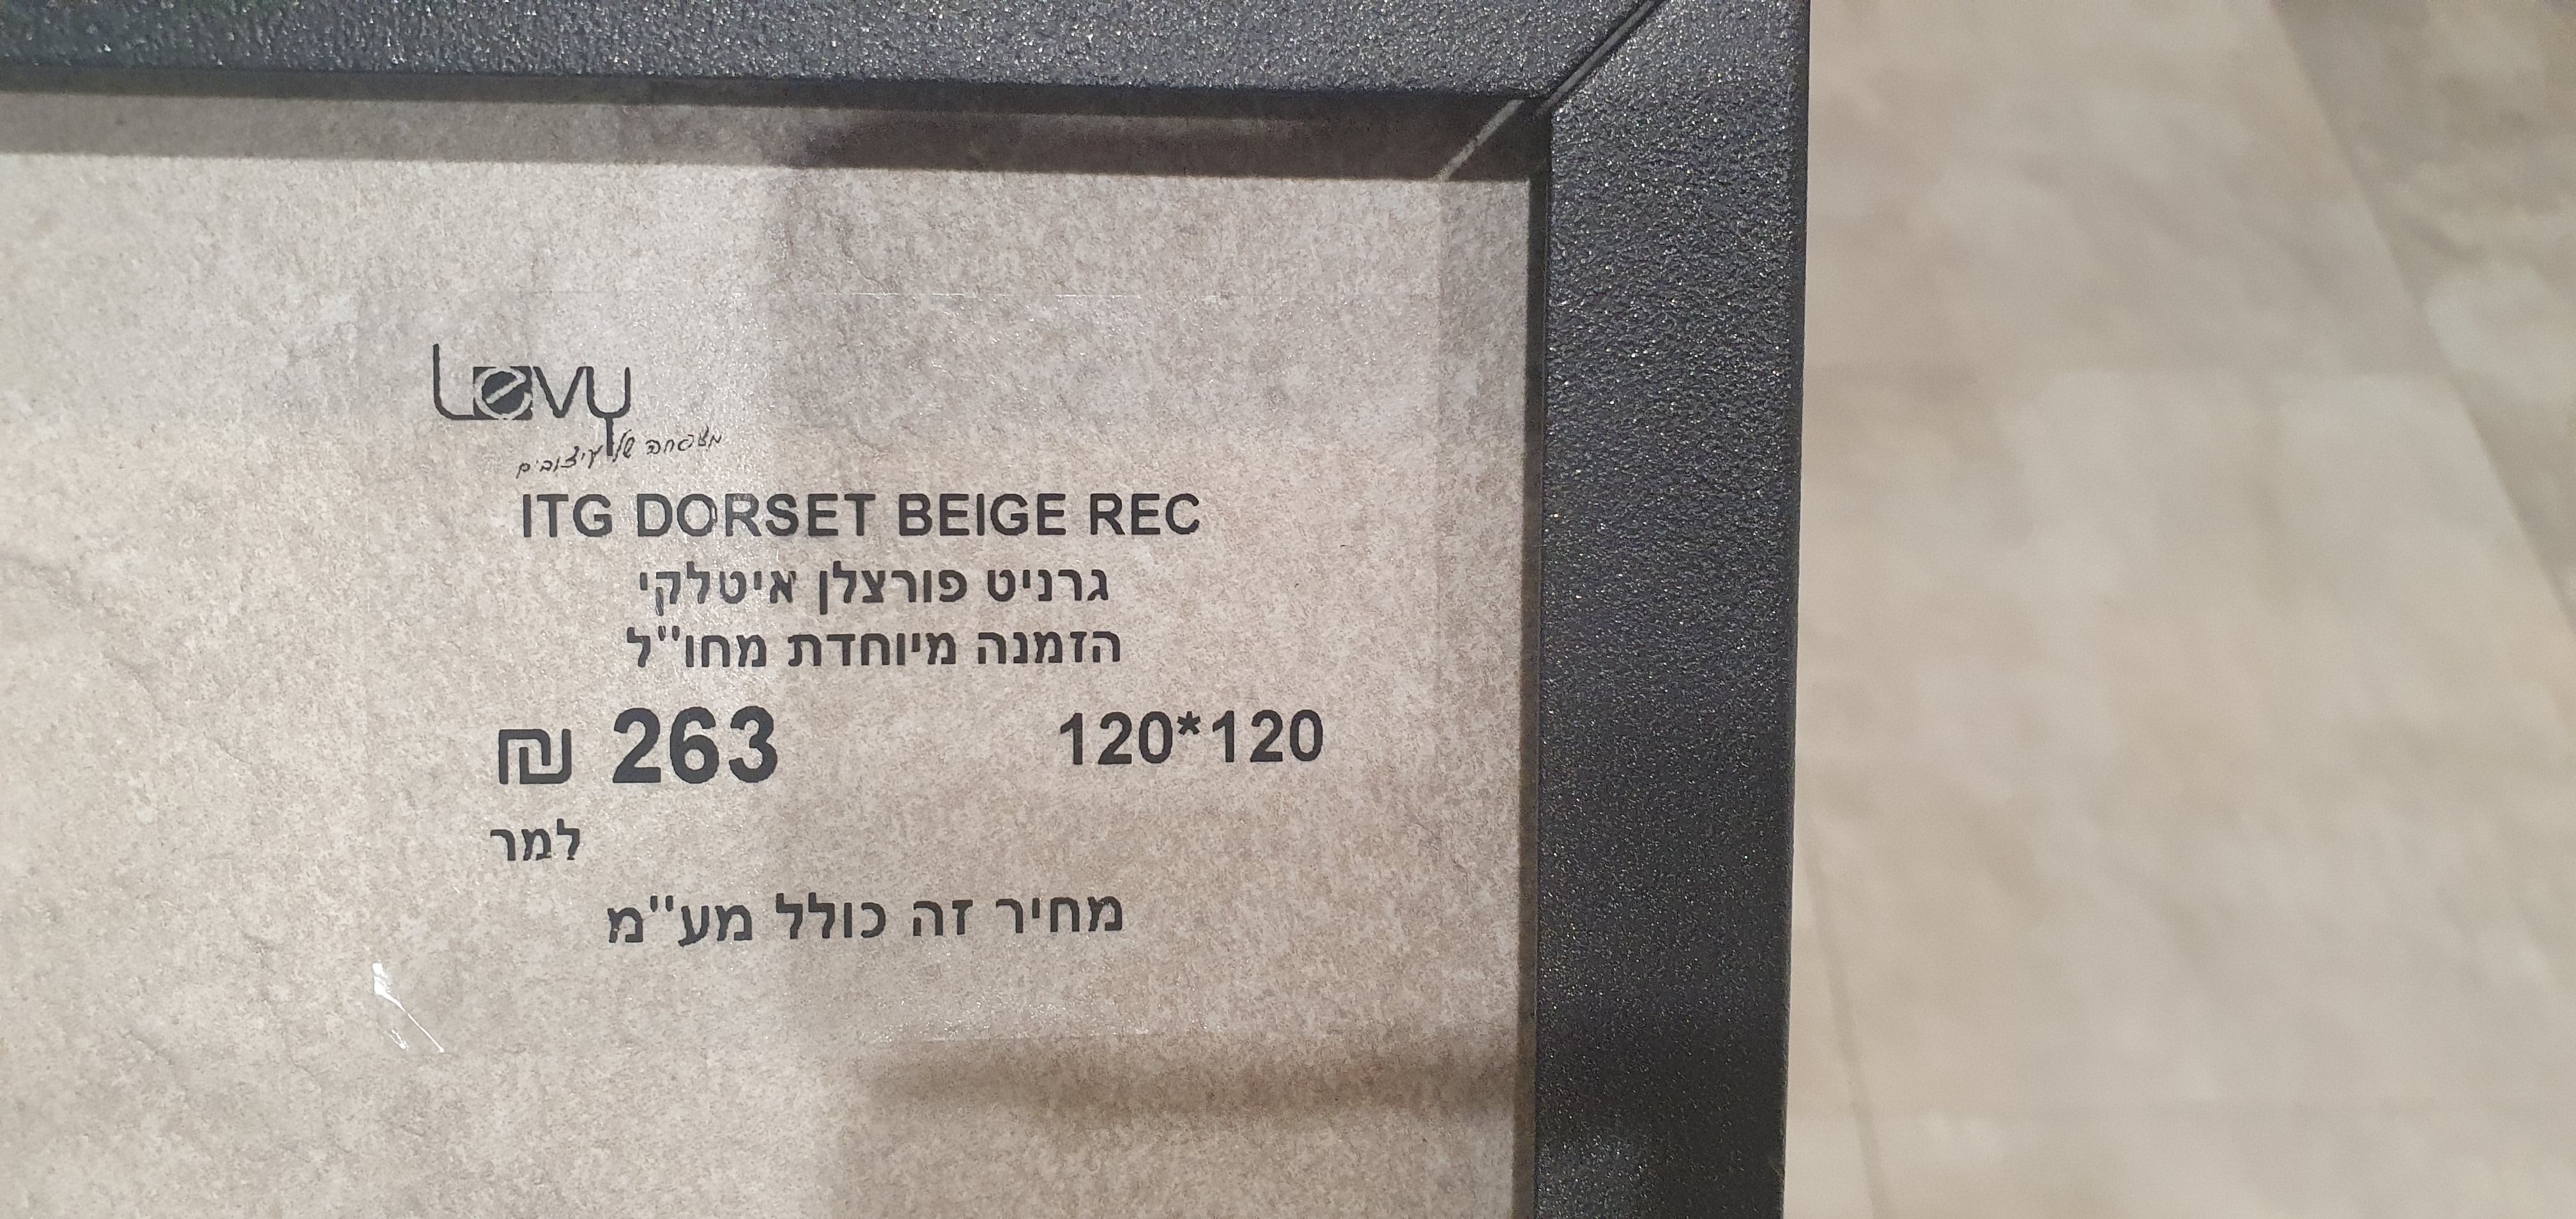 Levy
משפחה של עיצובים
ITG DORSET BEIGE REC
גרניט פורצלן איטלקי
הזמנה מיוחדת מחו"ל
120*120 263 ₪
למר
מחיר זה כולל מע"מ